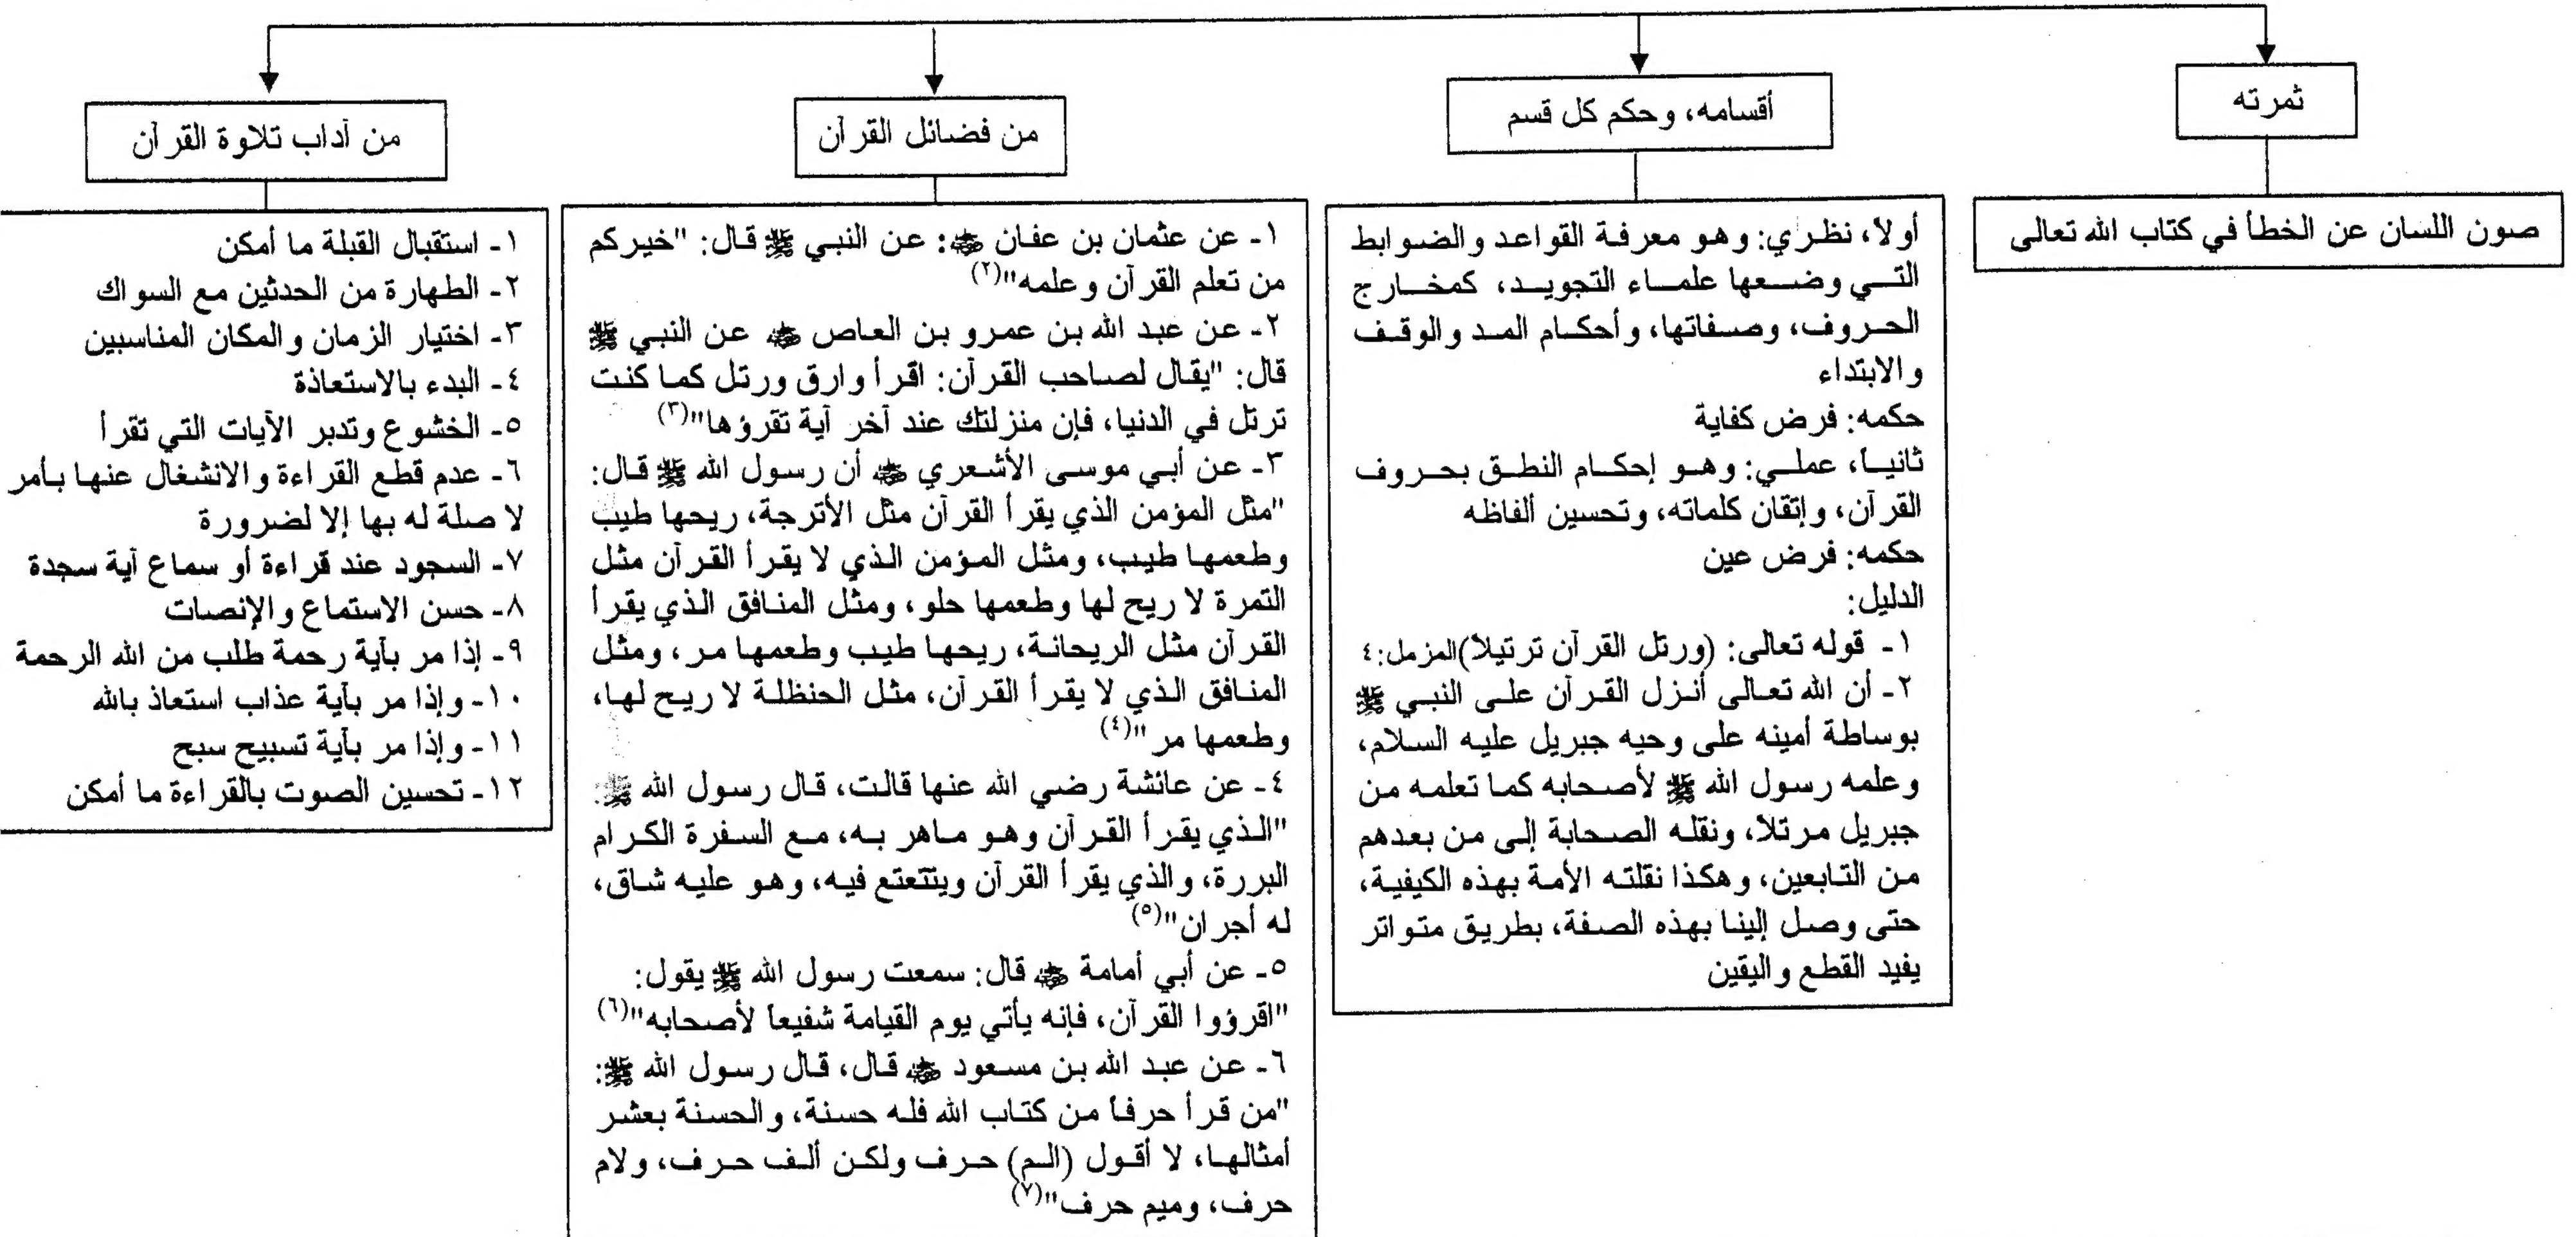 ثمرته
صون اللسان عن الخطأ في كتاب الله تعالى
أقسامه، وحكم كل قسم
أولاً، نظري: وهو معرفة القواعد والضوابط
التي وضعها علماء التجويد، كمخارج
الحروف، وصفاتها، وأحكام المد والوقف
والابتداء
حكمه: فرض كفاية
ثانياً، عملي: وهو إحكام النطق بحروف
القرآن، وإتقان كلماته، وتحسين ألفاظه
حكمه: فرض عين
الدليل:
١- قوله تعالى: (ورتل القرآن ترتيلاً)المزمل:٤
٢- أن الله تعالى أنزل القرآن على النبي ﷺ
بوساطة أمينه على وحيه جبريل عليه السلام،
وعلمه رسول الله ﷺ لأصحابه كما تعلمه من
جبريل مرتلاً، ونقله الصحابة إلى من بعدهم
من التابعين، وهكذا نقلته الأمة بهذه الكيفية،
حتى وصل إلينا بهذه الصفة، بطريق متواتر
يفيد القطع واليقين
من فضائل القرآن
١- عن عثمان بن عفان ﵁: عن النبي ﷺ قال: "خيركم
من تعلم القرآن وعلمه"(٢)
٢- عن عبد الله بن عمرو بن العاص ﵁ عن النبي ﷺ
قال: "يقال لصاحب القرآن: اقرأ وارق ورتل كما كنت
ترتل في الدنيا، فإن منزلتك عند آخر آية تقرؤها"(٣)
٣- عن أبي موسى الأشعري ﵁ أن رسول الله ﷺ قال:
"مثل المؤمن الذي يقرأ القرآن مثل الأترجة، ريحها طيب
وطعمها طيب، ومثل المؤمن الذي لا يقرأ القرآن مثل
التمرة لا ريح لها وطعمها حلو، ومثل المنافق الذي يقرأ
القرآن مثل الريحانة، ريحها طيب وطعمها مر، ومثل
المنافق الذي لا يقرأ القرآن، مثل الحنظلة لا ريح لها،
وطعمها مر"(٤)
٤- عن عائشة رضي الله عنها قالت، قال رسول الله ﷺ:
"الذي يقرأ القرآن وهو ماهر به، مع السفرة الكرام
البررة، والذي يقرأ القرآن ويتتعتع فيه، وهو عليه شاق،
له أجران"(٥)
٥- عن أبي أمامة ﵁ قال: سمعت رسول الله ﷺ يقول:
"اقرؤوا القرآن، فإنه يأتي يوم القيامة شفيعاً لأصحابه"(٦)
٦- عن عبد الله بن مسعود ﵁ قال، قال رسول الله ﷺ:
"من قرأ حرفاً من كتاب الله فله حسنة، والحسنة بعشر
أمثالها، لا أقول (الم) حرف ولكن ألف حرف، ولام
حرف، وميم حرف"(٧)
من آداب تلاوة القرآن
١- استقبال القبلة ما أمكن
٢- الطهارة من الحدثين مع السواك
٣- اختيار الزمان والمكان المناسبين
٤- البدء بالاستعاذة
٥- الخشوع وتدبر الآيات التي تقرأ
٦- عدم قطع القراءة والانشغال عنها بأمر
لا صلة له بها إلا لضرورة
٧- السجود عند قراءة أو سماع آية سجدة
٨- حسن الاستماع والإنصات
٩- إذا مر بآية رحمة طلب من الله الرحمة
١٠- وإذا مر بآية عذاب استعاذ بالله
١١- وإذا مر بآية تسبيح سبح
١٢- تحسين الصوت بالقراءة ما أمكن